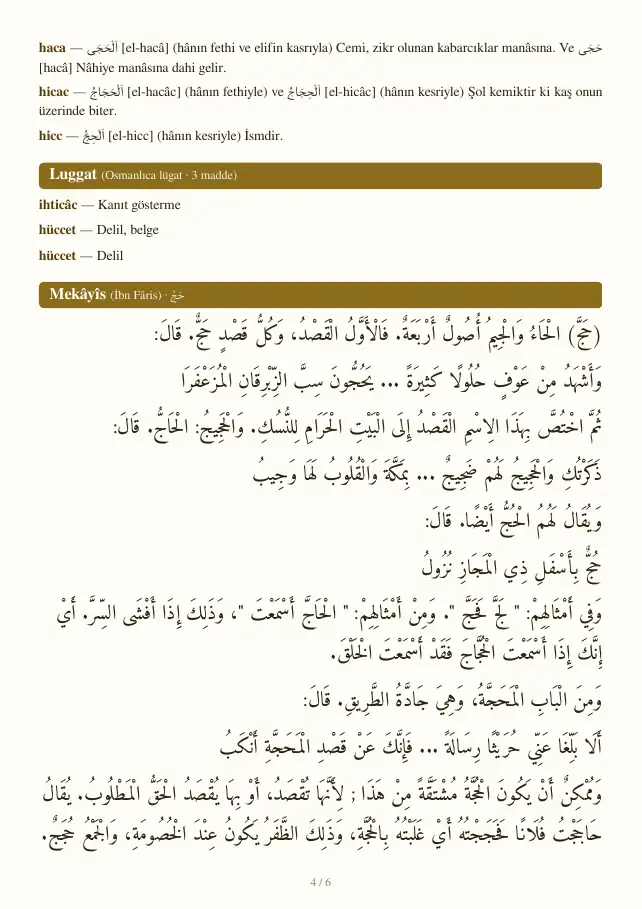 haca — اَلْحَجَى [el-hacâ] (hânın fethi ve elifin kasrıyla) Cemi, zikr olunan kabarcıklar manâsına. Ve حَجَى
[hacâ] Nâhiye manâsına dahi gelir.
hicac — اَلْحَجَاجُ [el-hacâc] (hânın fethiyle) ve اَلْحِجَاجُ [el-hicâc] (hânın kesriyle) Şol kemiktir ki kaş onun
üzerinde biter.
hicc — اَلْحِجُّ [el-hicc] (hânın kesriyle) İsmdir.
Luggat (Osmanlıca lügat · 3 madde)
ihticâc — Kanıt gösterme
hüccet — Delil, belge
hüccet — Delil
Mekâyîs (İbn Fâris) · حَجَّ
(حَجَّ) الْحَاءُ وَالْجِيمُ أُصُولٌ أَرْبَعَةٌ. فَالْأَوَّلُ الْقَصْدُ، وَكُلُّ قَصْدٍ حَجٌّ. قَالَ:
وَأَشْهَدُ مِنْ عَوْفٍ حُلُولًا كَثِيرَةً ... يَحُجُّونَ سِبَّ الزِّبْرِقَانِ الْمُزَعْفَرَا
ثُمَّ اخْتُصَّ بِهَذَا الِاسْمِ الْقَصْدُ إِلَى الْبَيْتِ الْحَرَامِ لِلنُّسُكِ. وَالْحَجِيجُ: الْحَاجُّ. قَالَ:
ذَكَرْتُكِ وَالْحَجِيجُ لَهُمْ ضَجِيجٌ ... بِمَكَّةَ وَالْقُلُوبُ لَهَا وَجِيبُ
وَيُقَالُ لَهُمُ الْحُجُّ أَيْضًا. قَالَ:
حُجٌّ بِأَسْفَلِ ذِي الْمَجَازِ نُزُولُ
وَفِي أَمْثَالِهِمْ: " لَجَّ فَحَجَّ ". وَمِنْ أَمْثَالِهِمْ: " الْحَاجَّ أَسْمَعْتَ "، وَذَلِكَ إِذَا أَفْشَى السِّرَّ. أَيْ
إِنَّكَ إِذَا أَسْمَعْتَ الْحُجَّاجَ فَقَدْ أَسْمَعْتَ الْخَلْقَ.
وَمِنَ الْبَابِ الْمَحَجَّةُ، وَهِيَ جَادَّةُ الطَّرِيقِ. قَالَ:
أَلَا بَلِّغَا عَنِّي حُرَيْثًا رِسَالَةً ... فَإِنَّكَ عَنْ قَصْدِ الْمَحَجَّةِ أَنْكَبُ
وَمُمْكِنٌ أَنْ يَكُونَ الْحُجَّةُ مُشْتَقَّةً مِنْ هَذَا ; لِأَنَّهَا تُقْصَدُ، أَوْ بِهَا يُقْصَدُ الْحَقُّ الْمَطْلُوبُ. يُقَالُ
حَاجَجْتُ فُلَانًا فَحَجَجْتُهُ أَيْ غَلَبْتُهُ بِالْحُجَّةِ، وَذَلِكَ الظَّفَرُ يَكُونُ عِنْدَ الْخُصُومَةِ، وَالْجَمْعُ حُجَجٌ.
4 / 6